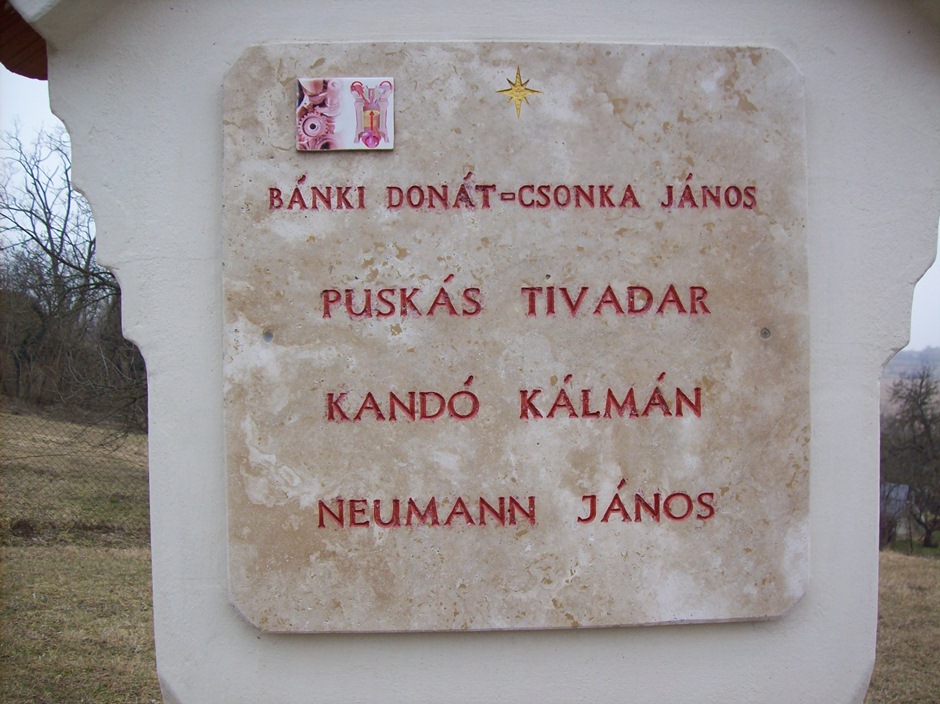 BÁNKI DONÁT-CSONKA JÁNOS
PUSKÁS TIVADAR
KANDÓ KÁLMÁN
NEUMANN JÁNOS